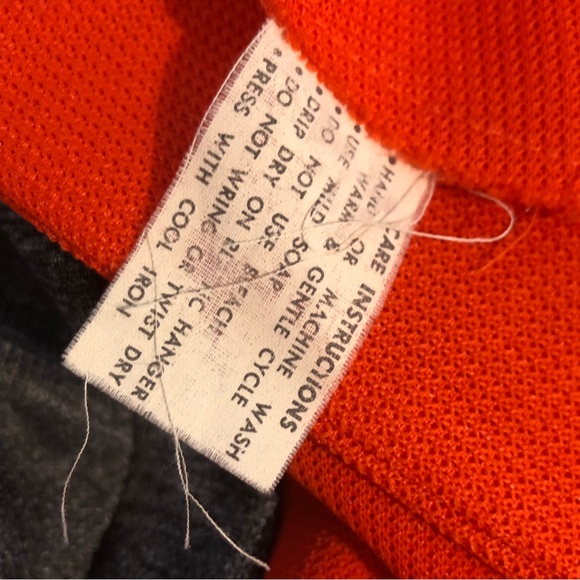 CARE INSTRUCTIONS
• HAND OR MACHINE WASH
WARM & GENTLE CYCLE
• USE MILD SOAP
• DO NOT USE BLEACH
• DRIP DRY ON HANGER
• DO NOT WRING OR TWIST DRY
• PRESS WITH COOL IRON